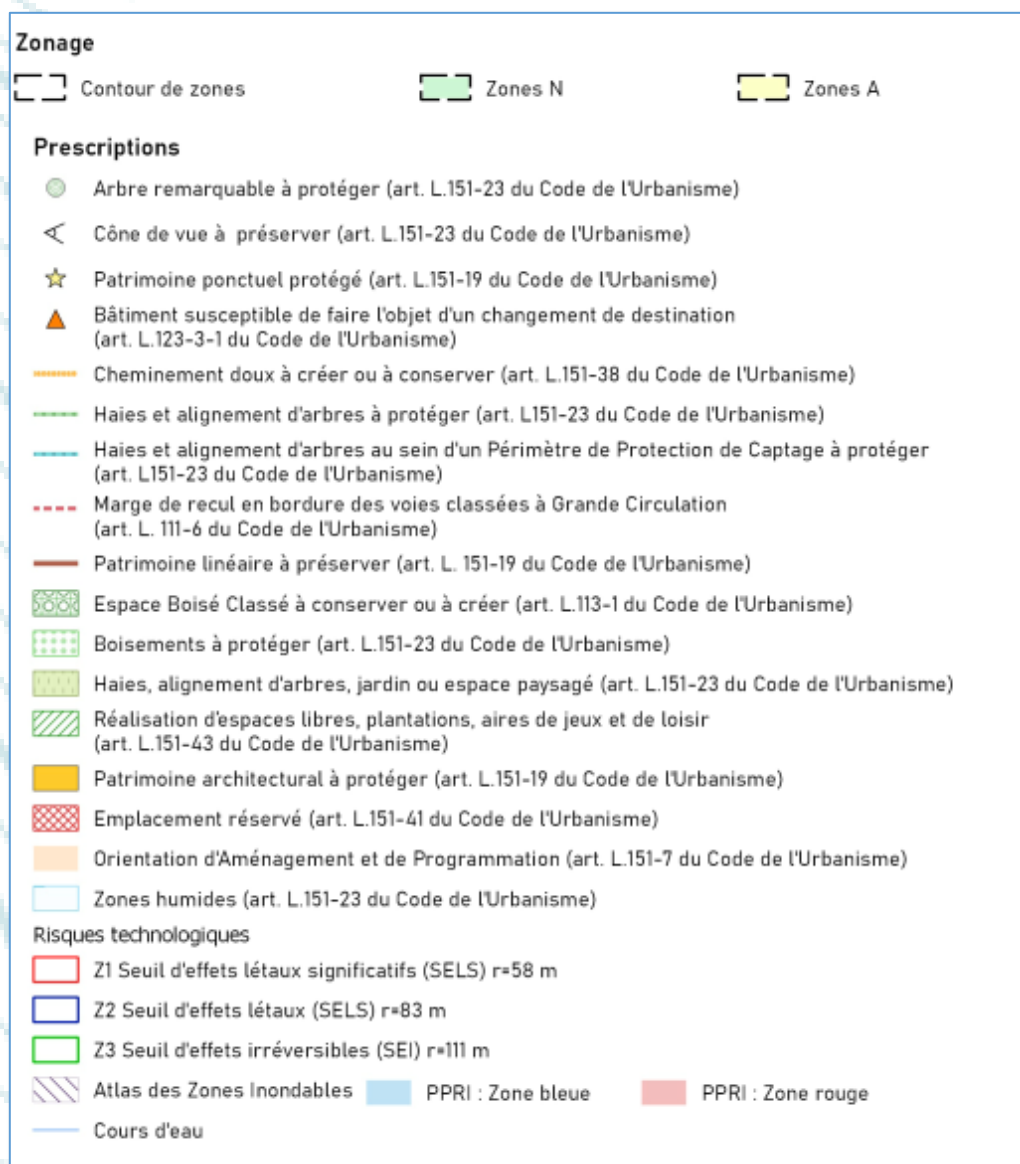 Zonage
Contour de zones Zones N Zones A
Prescriptions
Arbre remarquable à protéger (art. L.151-23 du Code de l'Urbanisme)
Cône de vue à préserver (art. L.151-23 du Code de l'Urbanisme)
Patrimoine ponctuel protégé (art. L.151-19 du Code de l'Urbanisme)
Bâtiment susceptible de faire l'objet d'un changement de destination
(art. L.123-3-1 du Code de l'Urbanisme)
Cheminement doux à créer ou à conserver (art. L.151-38 du Code de l'Urbanisme)
Haies et alignement d'arbres à protéger (art. L151-23 du Code de l'Urbanisme)
Haies et alignement d'arbres au sein d'un Périmètre de Protection de Captage à protéger
(art. L151-23 du Code de l'Urbanisme)
Marge de recul en bordure des voies classées à Grande Circulation
(art. L. 111-6 du Code de l'Urbanisme)
Patrimoine linéaire à préserver (art. L. 151-19 du Code de l'Urbanisme)
Espace Boisé Classé à conserver ou à créer (art. L.113-1 du Code de l'Urbanisme)
Boisements à protéger (art. L.151-23 du Code de l'Urbanisme)
Haies, alignement d'arbres, jardin ou espace paysagé (art. L.151-23 du Code de l'Urbanisme)
Réalisation d'espaces libres, plantations, aires de jeux et de loisir
(art. L.151-43 du Code de l'Urbanisme)
Patrimoine architectural à protéger (art. L.151-19 du Code de l'Urbanisme)
Emplacement réservé (art. L.151-41 du Code de l'Urbanisme)
Orientation d'Aménagement et de Programmation (art. L.151-7 du Code de l'Urbanisme)
Zones humides (art. L.151-23 du Code de l'Urbanisme)
Risques technologiques
Z1 Seuil d'effets létaux significatifs (SELS) r=58 m
Z2 Seuil d'effets létaux (SELS) r=83 m
Z3 Seuil d'effets irréversibles (SEI) r=111 m
Atlas des Zones Inondables PPRI : Zone bleue PPRI : Zone rouge
Cours d'eau